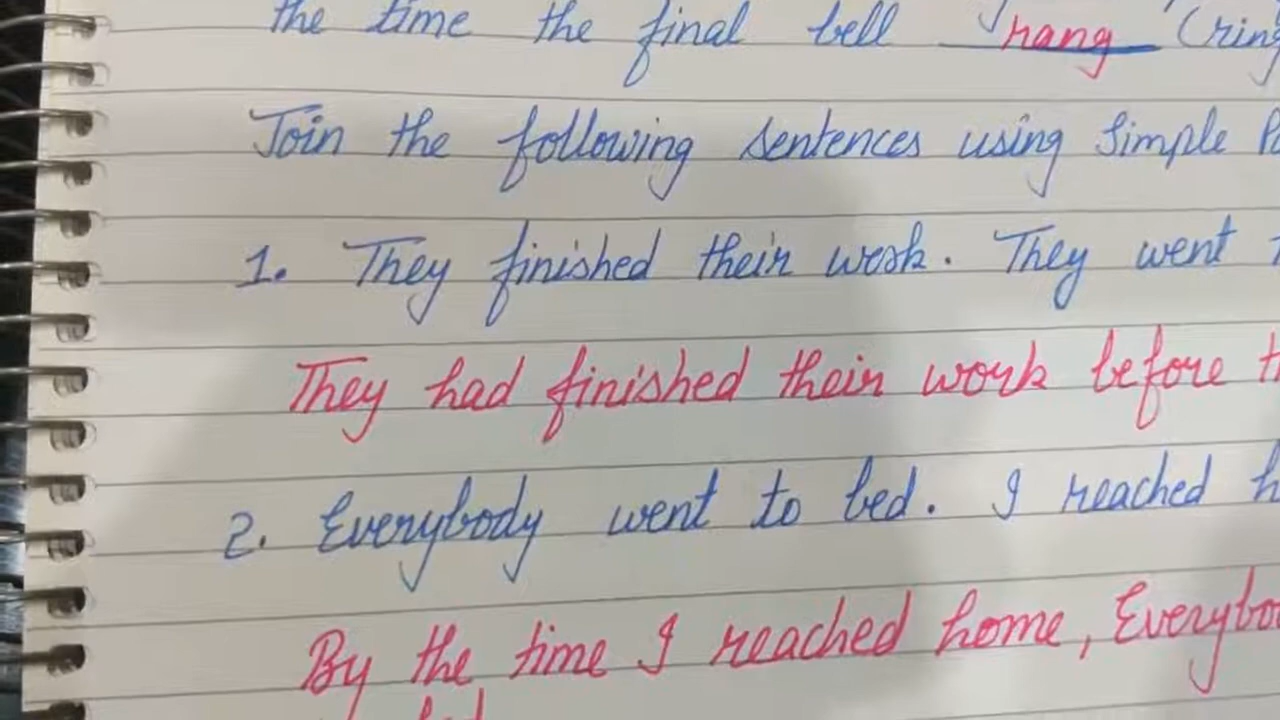 the time the final bell rang (ring
Join the following sentences using Simple
1. They finished their work. They went
They had finished their work before
2. Everybody went to bed. I reached
By the time I reached home, Everybo
bed